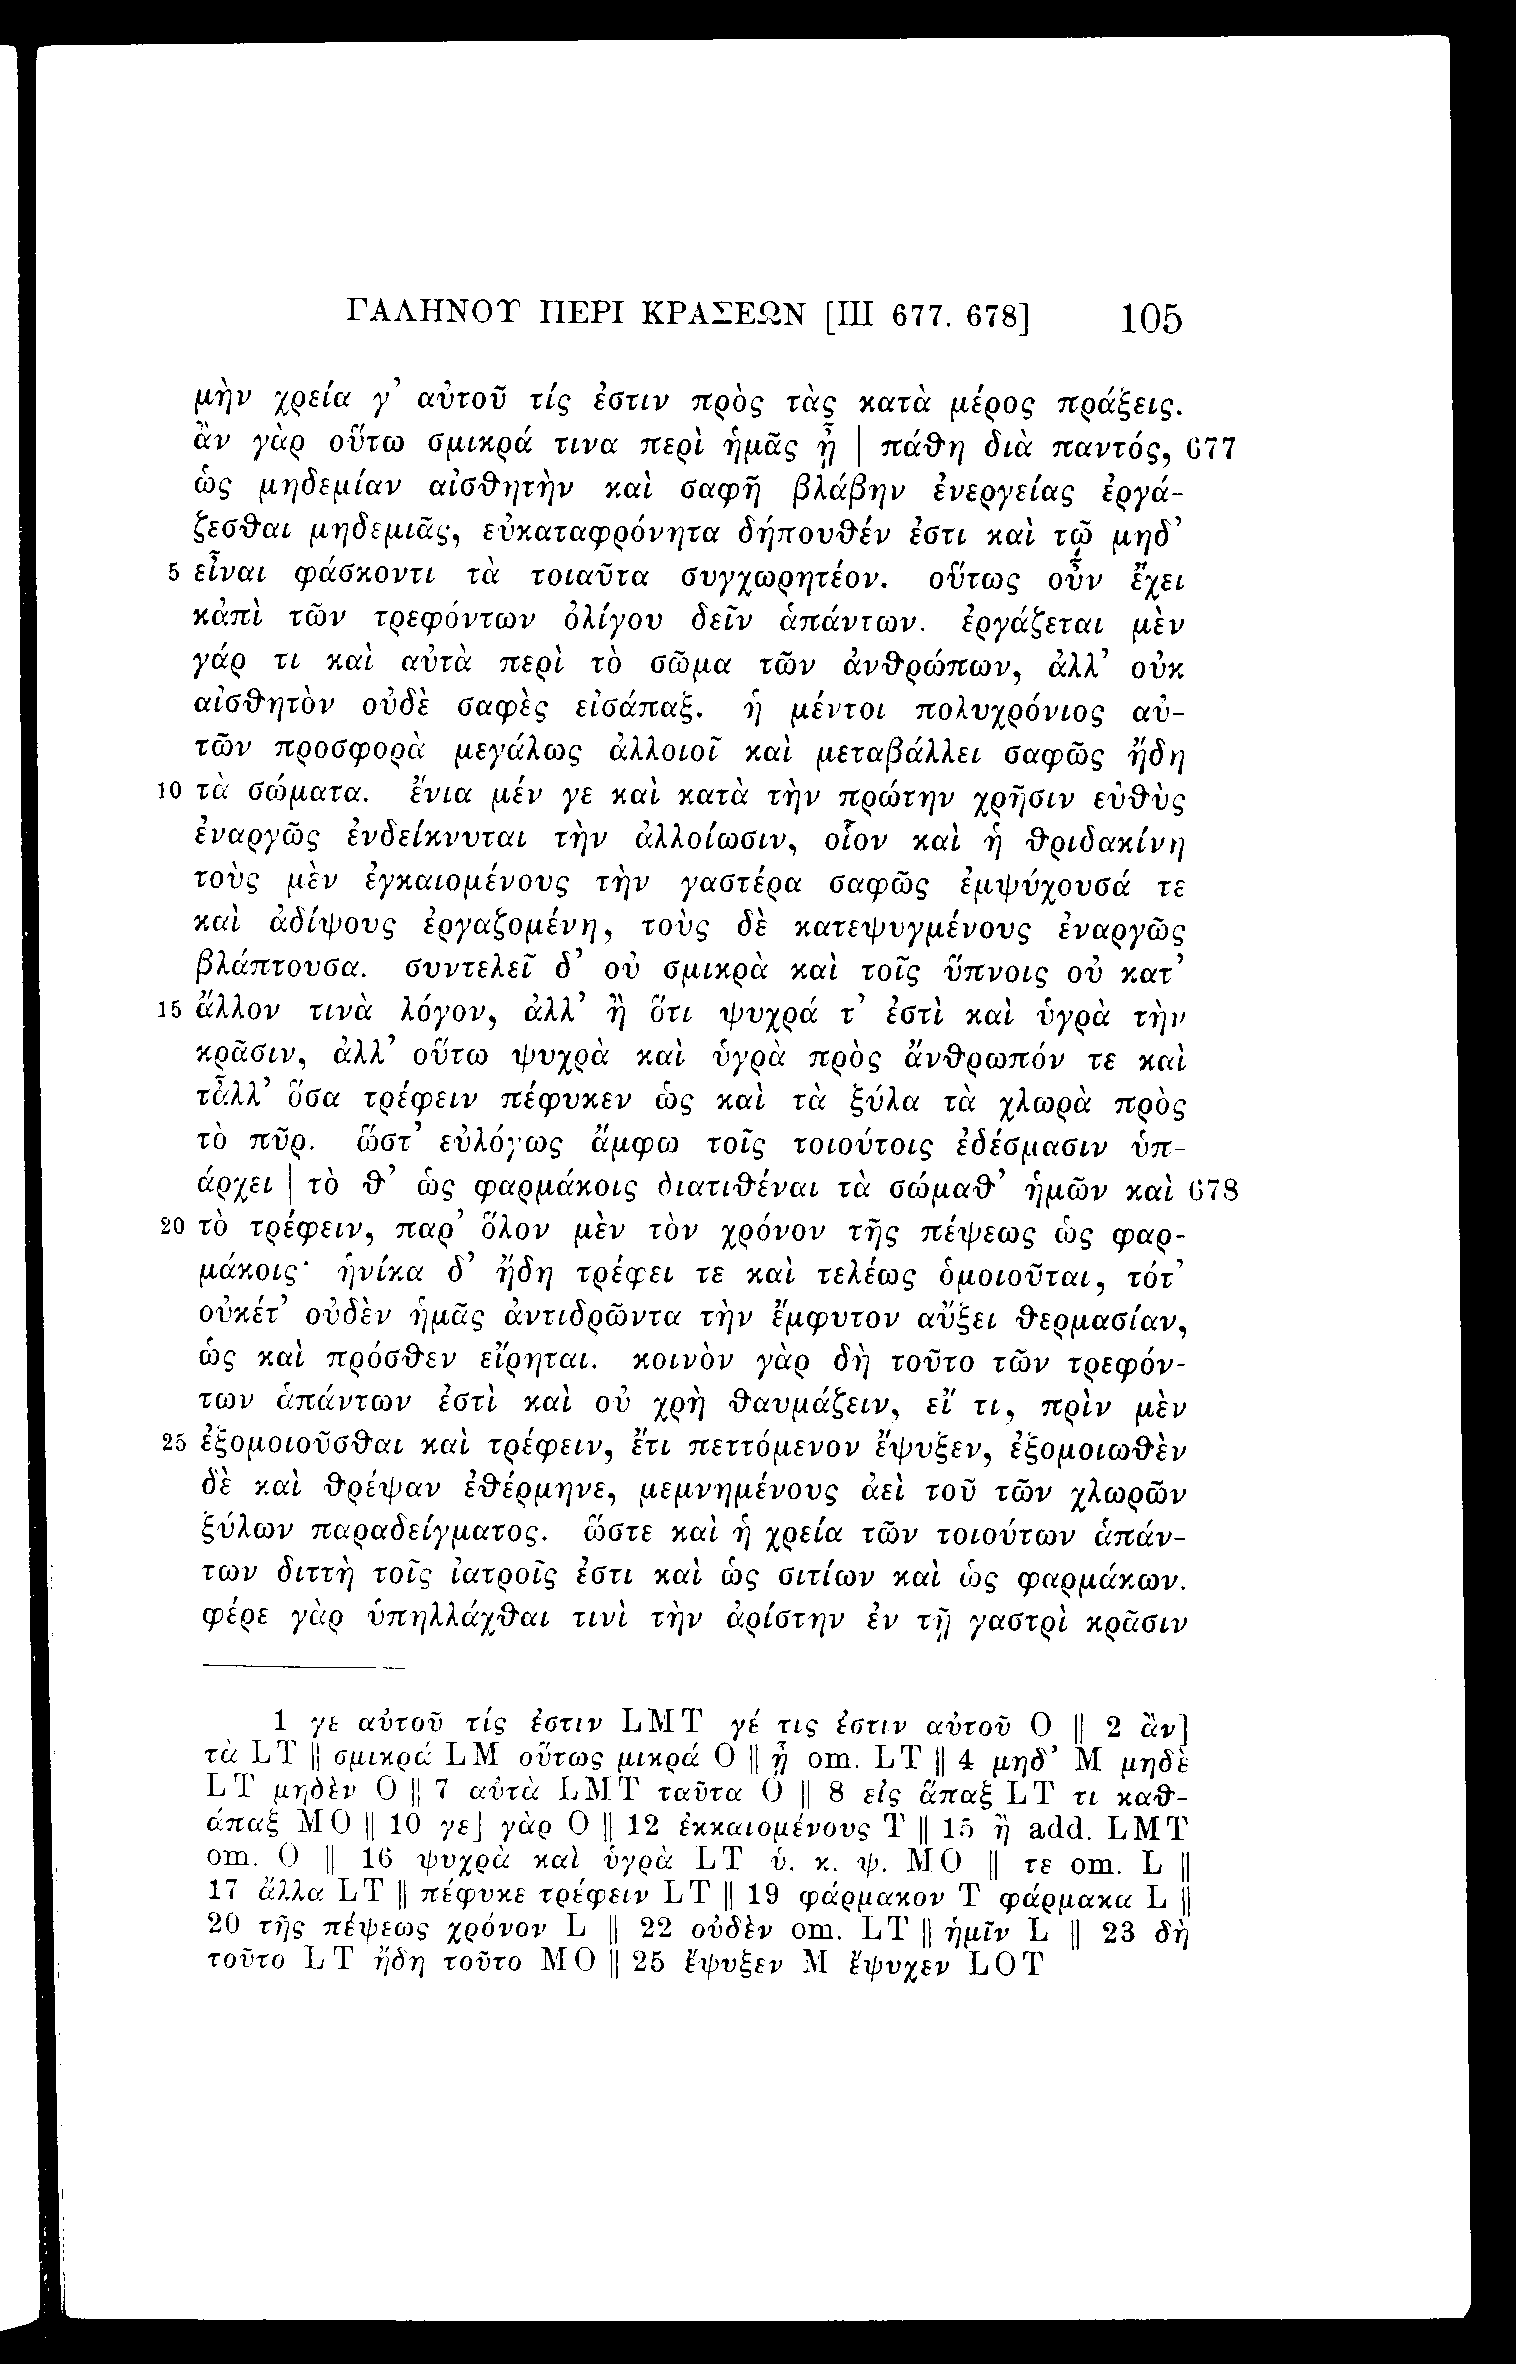 ΓΑΛΗΝΟΥ ΠΕΡΙ ΚΡΑΣΕΩΝ [III 677. 678] 105
μὴν χρεία γ’ αὐτοῦ τίς ἐστιν πρὸς τὰς κατὰ μέρος πράξεις.
ἂν γὰρ οὕτω σμικρά τινα περὶ ἡμᾶς ᾖ | πάθη διὰ παντός, 677
ὡς μηδεμίαν αἰσθητὴν καὶ σαφῆ βλάβην ἐνεργείας ἐργά-
ζεσθαι μηδεμιᾶς, εὐκαταφρόνητα δήπουθέν ἐστι καὶ τῷ μηδ’
5 εἶναι φάσκοντι τὰ τοιαῦτα συγχωρητέον. οὕτως οὖν ἔχει
κἀπὶ τῶν τρεφόντων ὀλίγου δεῖν ἁπάντων. ἐργάζεται μὲν
γάρ τι καὶ αὐτὰ περὶ τὸ σῶμα τῶν ἀνθρώπων, ἀλλ’ οὐκ
αἰσθητὸν οὐδὲ σαφὲς εἰσάπαξ. ἡ μέντοι πολυχρόνιος αὐ-
τῶν προσφορὰ μεγάλως ἀλλοιοῖ καὶ μεταβάλλει σαφῶς ἤδη
10 τὰ σώματα. ἔνια μέν γε καὶ κατὰ τὴν πρώτην χρῆσιν εὐθὺς
ἐναργῶς ἐνδείκνυται τὴν ἀλλοίωσιν, οἷον καὶ ἡ θριδακίνη
τοὺς μὲν ἐγκαιομένους τὴν γαστέρα σαφῶς ἐμψύχουσά τε
καὶ ἀδίψους ἐργαζομένη, τοὺς δὲ κατεψυγμένους ἐναργῶς
βλάπτουσα. συντελεῖ δ’ οὐ σμικρὰ καὶ τοῖς ὕπνοις οὐ κατ’
15 ἄλλον τινὰ λόγον, ἀλλ’ ἢ ὅτι ψυχρά τ’ ἐστὶ καὶ ὑγρὰ τὴν
κρᾶσιν, ἀλλ’ οὕτω ψυχρὰ καὶ ὑγρὰ πρὸς ἄνθρωπόν τε καὶ
τἆλλ’ ὅσα τρέφειν πέφυκεν ὡς καὶ τὰ ξύλα τὰ χλωρὰ πρὸς
τὸ πῦρ. ὥστ’ εὐλόγως ἄμφω τοῖς τοιούτοις ἐδέσμασιν ὑπ-
άρχει | τὸ θ’ ὡς φαρμάκοις διατιθέναι τὰ σώμαθ’ ἡμῶν καὶ 678
20 τὸ τρέφειν, παρ’ ὅλον μὲν τὸν χρόνον τῆς πέψεως ὡς φαρ-
μάκοις· ἡνίκα δ’ ἤδη τρέφει τε καὶ τελέως ὁμοιοῦται, τότ’
οὐκέτ’ οὐδὲν ἡμᾶς ἀντιδρῶντα τὴν ἔμφυτον αὔξει θερμασίαν,
ὡς καὶ πρόσθεν εἴρηται. κοινὸν γὰρ δὴ τοῦτο τῶν τρεφόν-
των ἁπάντων ἐστὶ καὶ οὐ χρὴ θαυμάζειν, εἴ τι, πρὶν μὲν
25 ἐξομοιοῦσθαι καὶ τρέφειν, ἔτι πεττόμενον ἔψυξεν, ἐξομοιωθὲν
δὲ καὶ θρέψαν ἐθέρμηνε, μεμνημένους ἀεὶ τοῦ τῶν χλωρῶν
ξύλων παραδείγματος. ὥστε καὶ ἡ χρεία τῶν τοιούτων ἁπάν-
των διττὴ τοῖς ἰατροῖς ἐστι καὶ ὡς σιτίων καὶ ὡς φαρμάκων.
φέρε γὰρ ὑπηλλάχθαι τινὶ τὴν ἀρίστην ἐν τῇ γαστρὶ κρᾶσιν
1 γε αὐτοῦ τίς ἐστιν LMT γέ τις ἐστιν αὐτοῦ O || 2 ἂν]
τὰ LT || σμικρά LM οὕτως μικρά O || ᾖ om. LT || 4 μηδ’ M μηδὲ
LT μηδὲν O || 7 αὐτὰ LMT ταῦτα O || 8 εἰς ἅπαξ LT τι καθ-
άπαξ MO || 10 γε] γὰρ O || 12 ἐκκαιομένους T || 15 ἢ add. LMT
om. O || 16 ψυχρὰ καὶ ὑγρὰ LT ὑ. κ. ψ. MO || τε om. L ||
17 ἄλλα LT || πέφυκε τρέφειν LT || 19 φάρμακον T φάρμακα L ||
20 τῆς πέψεως χρόνον L || 22 οὐδὲν om. LT || ἡμῖν L || 23 δὴ
τοῦτο LT ἤδη τοῦτο MO || 25 ἔψυξεν M ἔψυχεν LOT